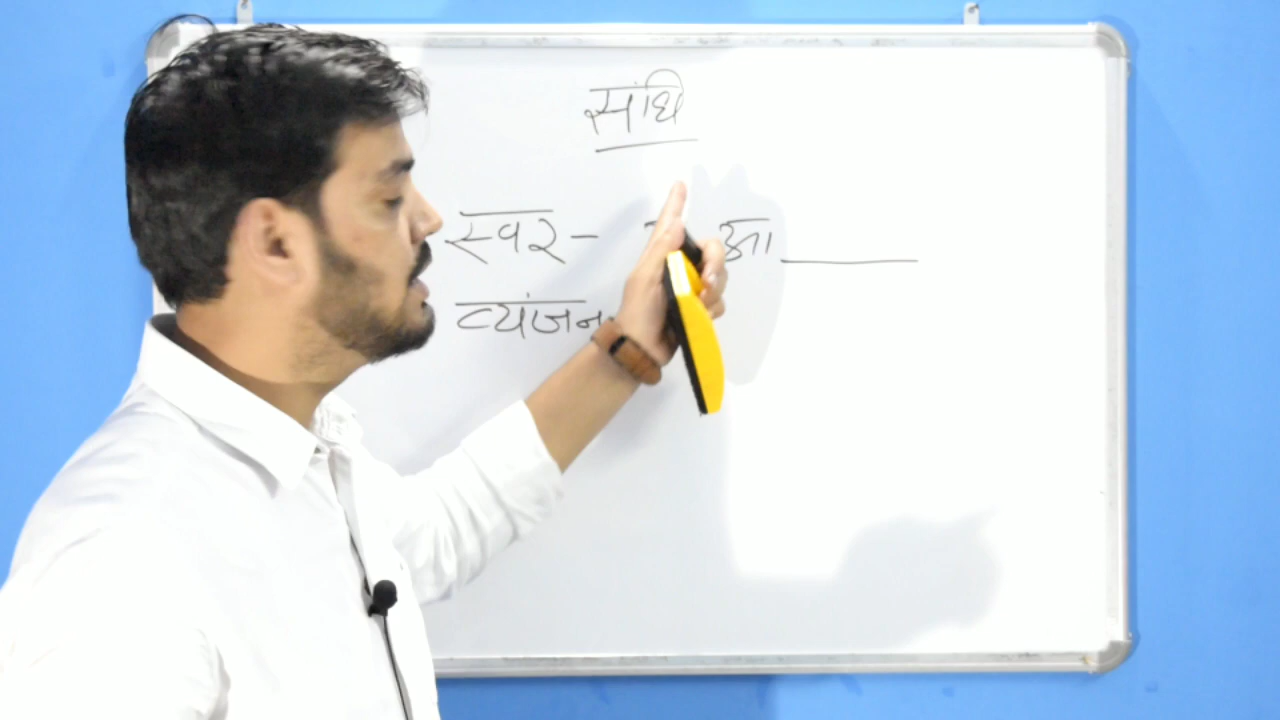 संधि
स्वर - आ
व्यंजन